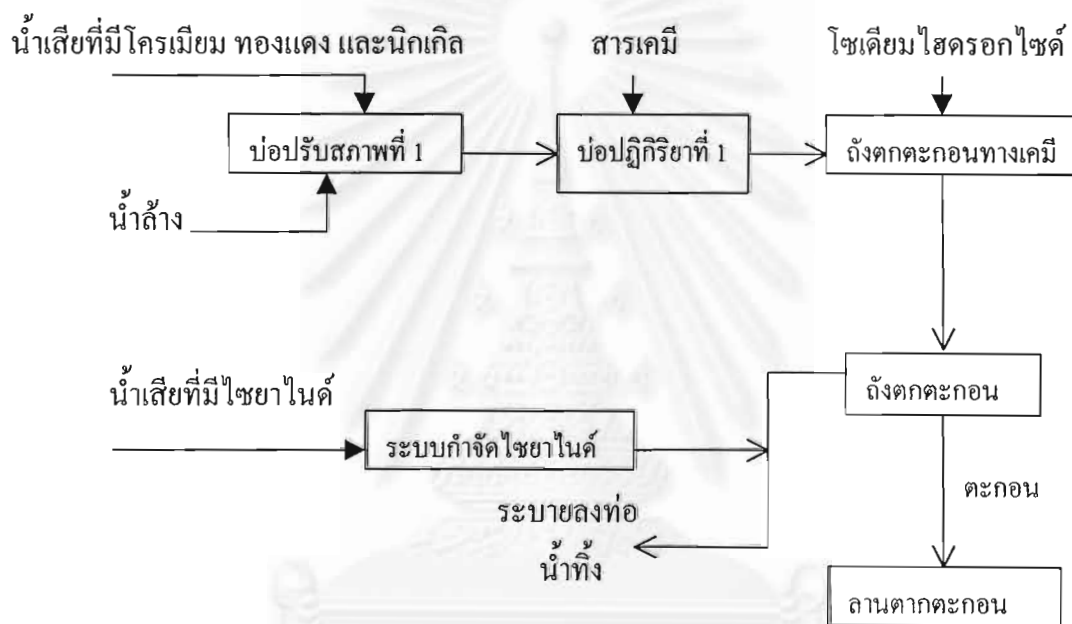 น้ำเสียที่มีโครเมียม ทองแดง และนิกเกิล
สารเคมี
โซเดียมไฮดรอกไซด์
บ่อปรับสภาพที่ 1
บ่อปฏิกิริยาที่ 1
ถังตกตะกอนทางเคมี
น้ำล้าง
น้ำเสียที่มีไซยาไนด์
ถังตกตะกอน
ระบบกำจัดไซยาไนด์
ตะกอน
ระบายลงท่อ
น้ำทิ้ง
ลานตากตะกอน